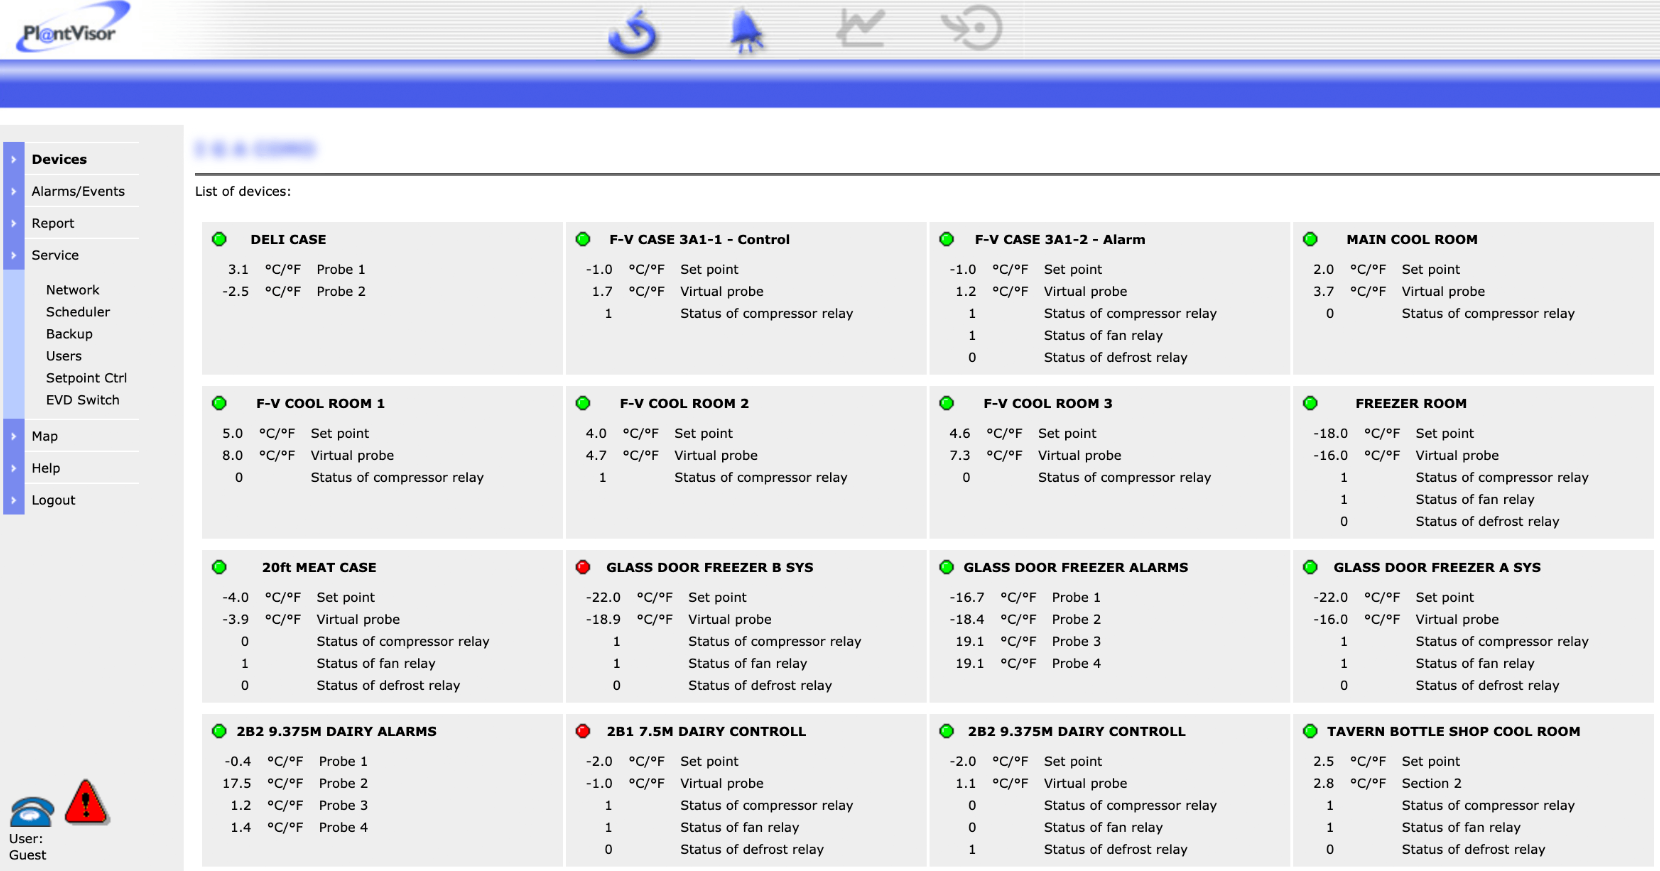 Pl@ntVisor
Devices
Alarms/Events
Report
Service
Network
Scheduler
Backup
Users
Setpoint Ctrl
EVD Switch
Map
Help
Logout
User:
Guest
List of devices:
DELI CASE
3.1 °C/°F Probe 1
-2.5 °C/°F Probe 2
F-V CASE 3A1-1 - Control
-1.0 °C/°F Set point
1.7 °C/°F Virtual probe
1 Status of compressor relay
F-V CASE 3A1-2 - Alarm
-1.0 °C/°F Set point
1.2 °C/°F Virtual probe
1 Status of compressor relay
1 Status of fan relay
0 Status of defrost relay
MAIN COOL ROOM
2.0 °C/°F Set point
3.7 °C/°F Virtual probe
0 Status of compressor relay
F-V COOL ROOM 1
5.0 °C/°F Set point
8.0 °C/°F Virtual probe
0 Status of compressor relay
F-V COOL ROOM 2
4.0 °C/°F Set point
4.7 °C/°F Virtual probe
1 Status of compressor relay
F-V COOL ROOM 3
4.6 °C/°F Set point
7.3 °C/°F Virtual probe
0 Status of compressor relay
FREEZER ROOM
-18.0 °C/°F Set point
-16.0 °C/°F Virtual probe
1 Status of compressor relay
1 Status of fan relay
0 Status of defrost relay
20ft MEAT CASE
-4.0 °C/°F Set point
-3.9 °C/°F Virtual probe
0 Status of compressor relay
1 Status of fan relay
0 Status of defrost relay
GLASS DOOR FREEZER B SYS
-22.0 °C/°F Set point
-18.9 °C/°F Virtual probe
1 Status of compressor relay
1 Status of fan relay
0 Status of defrost relay
GLASS DOOR FREEZER ALARMS
-16.7 °C/°F Probe 1
-18.4 °C/°F Probe 2
19.1 °C/°F Probe 3
19.1 °C/°F Probe 4
GLASS DOOR FREEZER A SYS
-22.0 °C/°F Set point
-16.0 °C/°F Virtual probe
1 Status of compressor relay
1 Status of fan relay
0 Status of defrost relay
2B2 9.375M DAIRY ALARMS
-0.4 °C/°F Probe 1
17.5 °C/°F Probe 2
1.2 °C/°F Probe 3
1.4 °C/°F Probe 4
2B1 7.5M DAIRY CONTROLL
-2.0 °C/°F Set point
-1.0 °C/°F Virtual probe
1 Status of compressor relay
1 Status of fan relay
0 Status of defrost relay
2B2 9.375M DAIRY CONTROLL
-2.0 °C/°F Set point
1.1 °C/°F Virtual probe
0 Status of compressor relay
0 Status of fan relay
1 Status of defrost relay
TAVERN BOTTLE SHOP COOL ROOM
2.5 °C/°F Set point
2.8 °C/°F Section 2
1 Status of compressor relay
1 Status of fan relay
0 Status of defrost relay